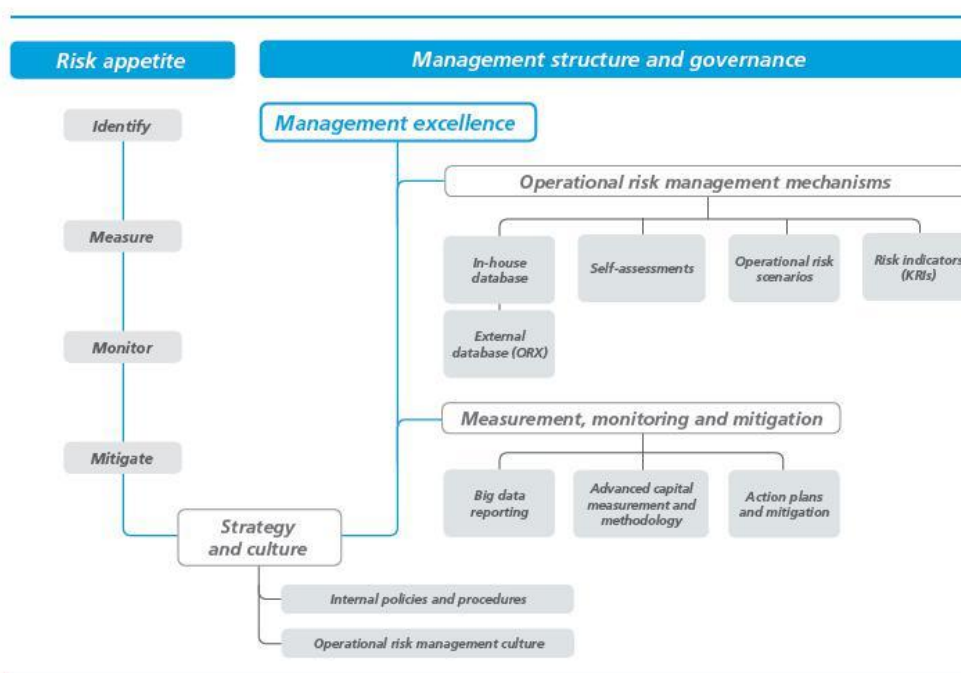 Risk appetite
Management structure and governance
Identify
Measure
Monitor
Mitigate
Management excellence
Operational risk management mechanisms
In-house
database
Self-assessments
Operational risk
scenarios
Risk indicators
(KRIs)
External
database (ORX)
Measurement, monitoring and mitigation
Big data
reporting
Advanced capital
measurement and
methodology
Action plans
and mitigation
Strategy
and culture
Internal policies and procedures
Operational risk management culture